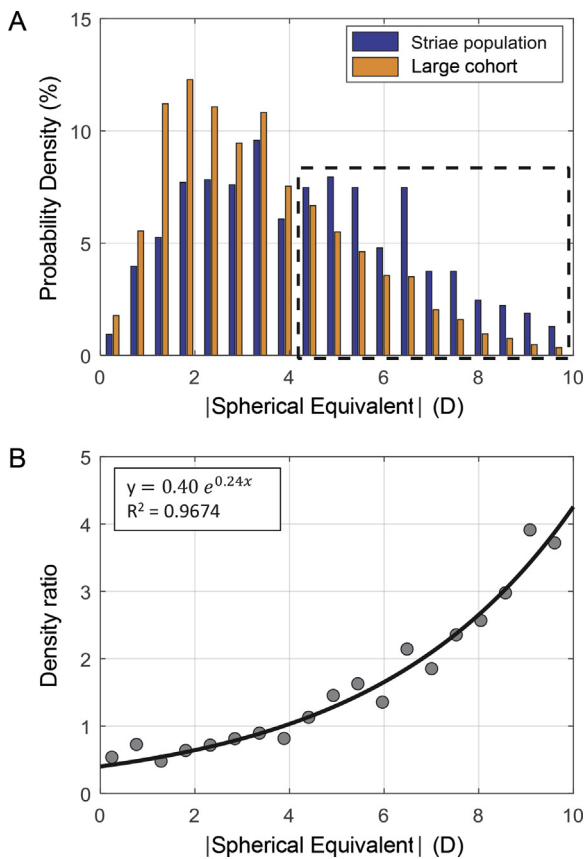 A
15
10
5
0
Probability Density (%)
Striae population
Large cohort
0 2 4 6 8 10
|Spherical Equivalent| (D)
B
5
4
3
2
1
0
Density ratio
y = 0.40 e^{0.24x}
R² = 0.9674
0 2 4 6 8 10
|Spherical Equivalent| (D)